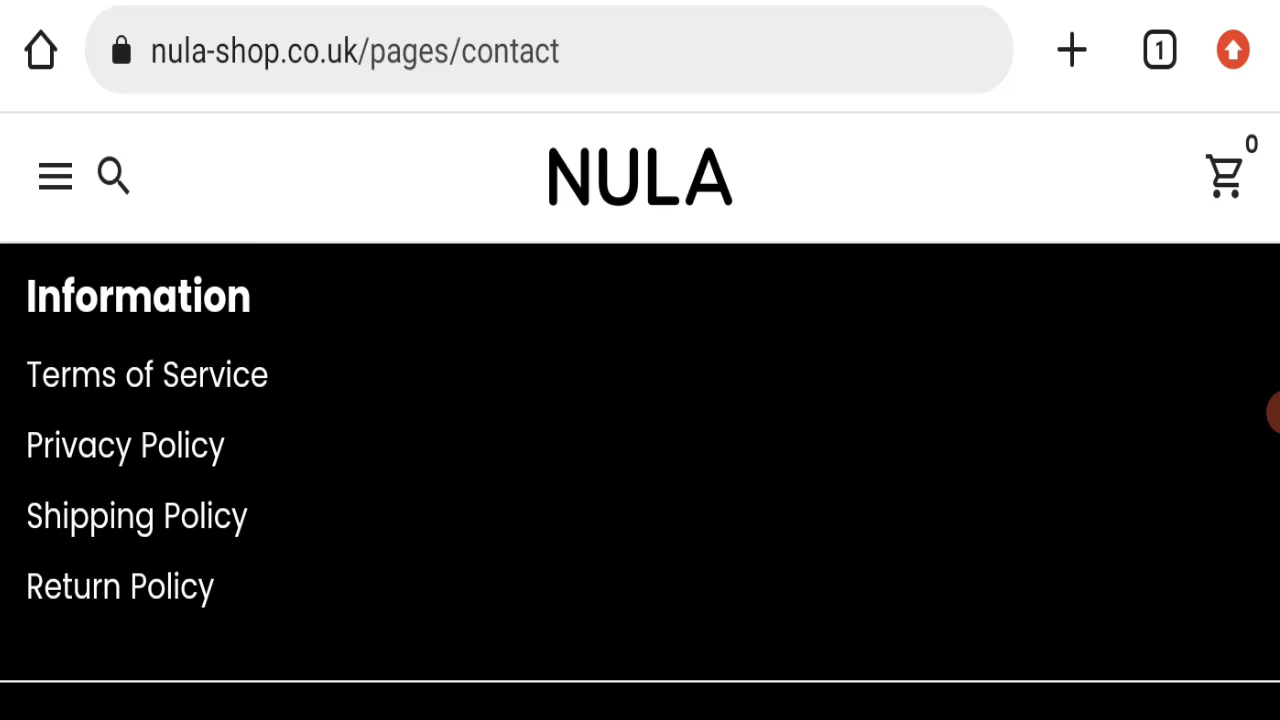 nula-shop.co.uk/pages/contact
1
NULA
0
Information
Terms of Service
Privacy Policy
Shipping Policy
Return Policy